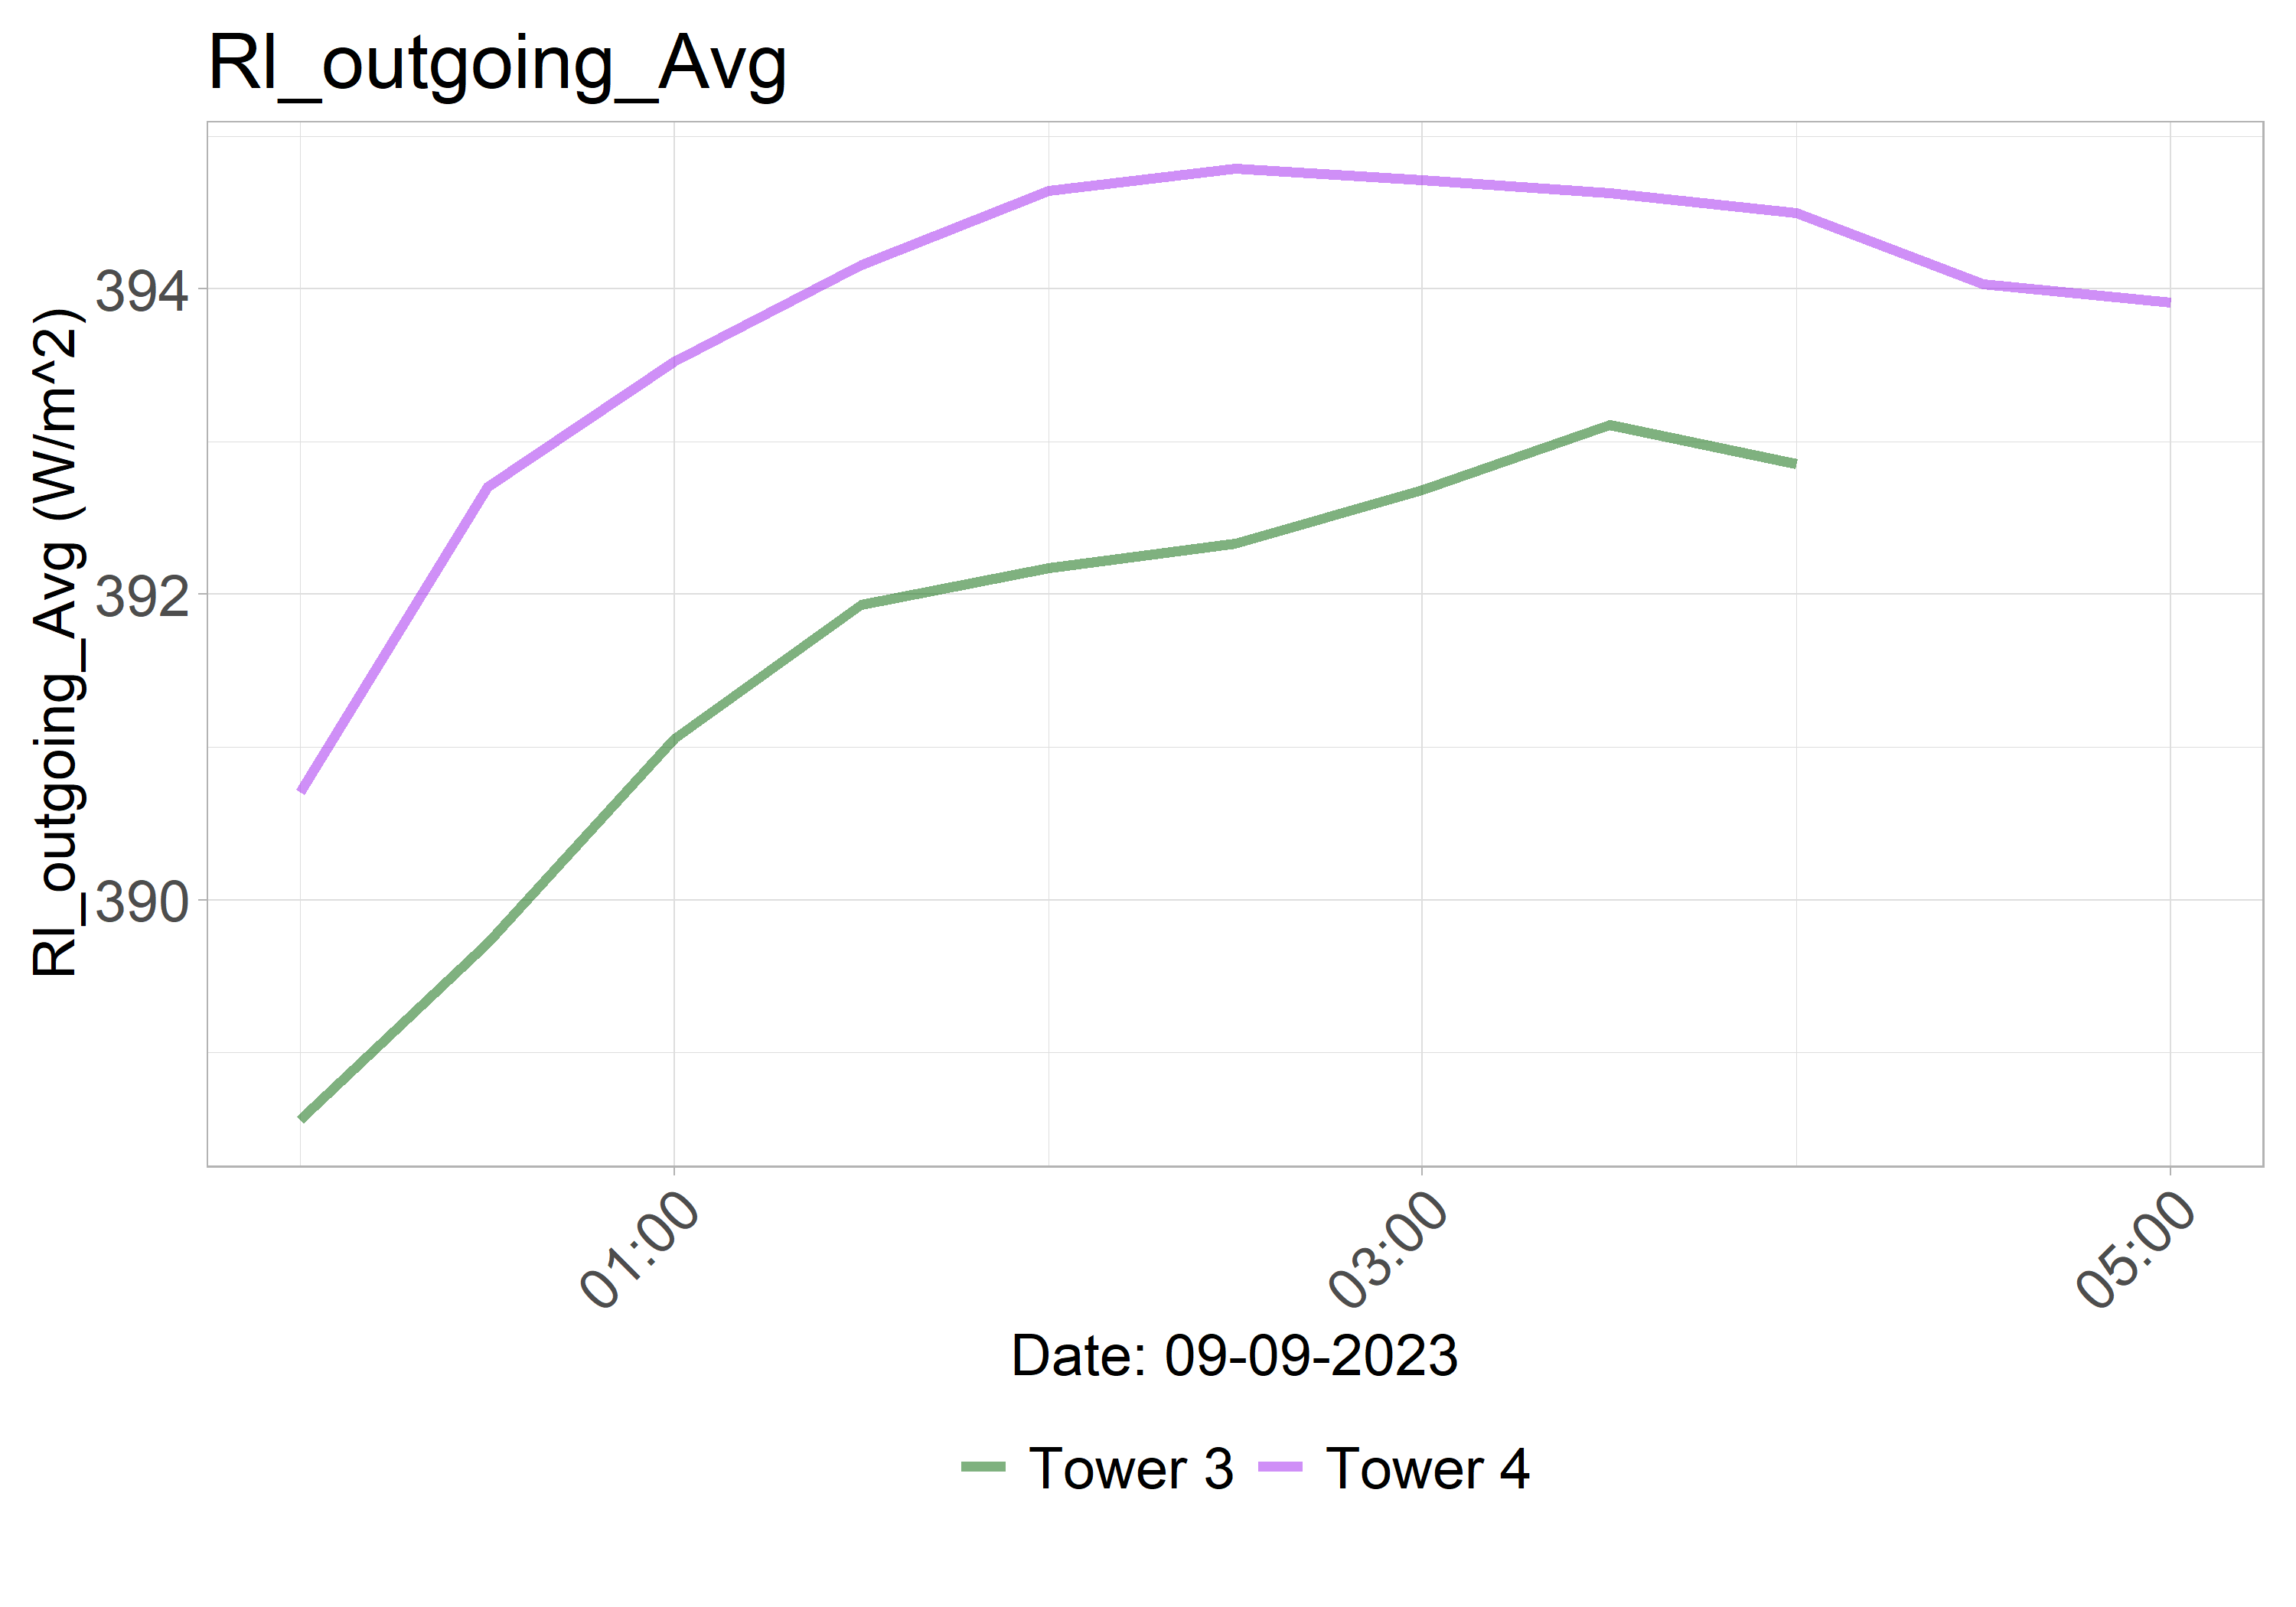 Rl_outgoing_Avg
Rl_outgoing_Avg (W/m^2)
394
392
390
01:00
03:00
05:00
Date: 09-09-2023
Tower 3
Tower 4